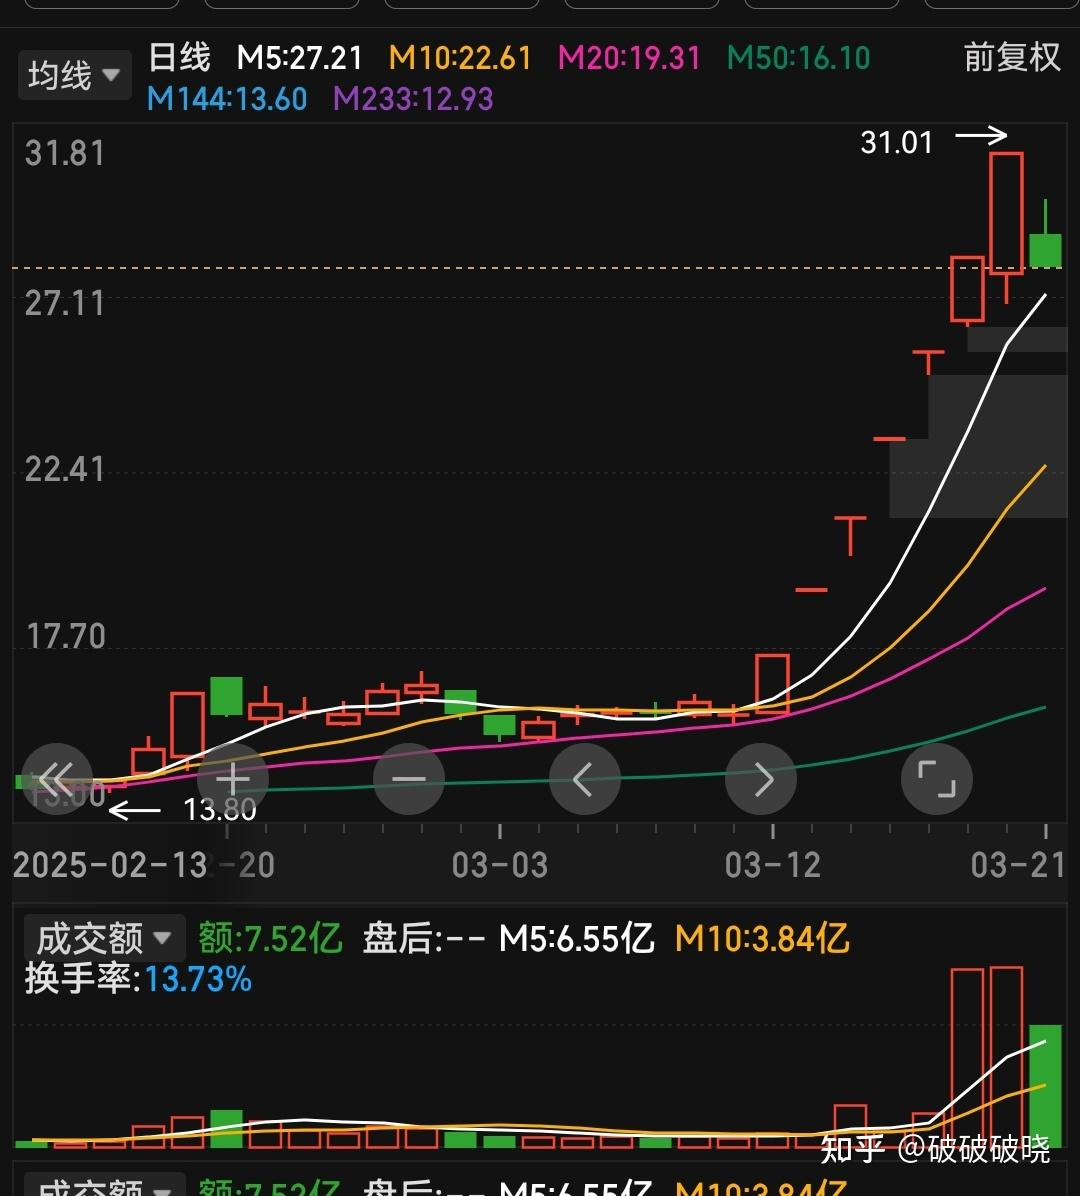 均线 日线 M5:27.21 M10:22.61 M20:19.31 M50:16.10 前复权
M144:13.60 M233:12.93
31.81
31.01
27.11
22.41
17.70
13.00
13.80
2025-02-13 -20 03-03 03-12 03-21
成交额 额:7.52亿 盘后:-- M5:6.55亿 M10:3.84亿
换手率:13.73%
知乎 @破破破晓
成交额 额:7.52亿 盘后:-- M5:6.55亿 M10:3.84亿